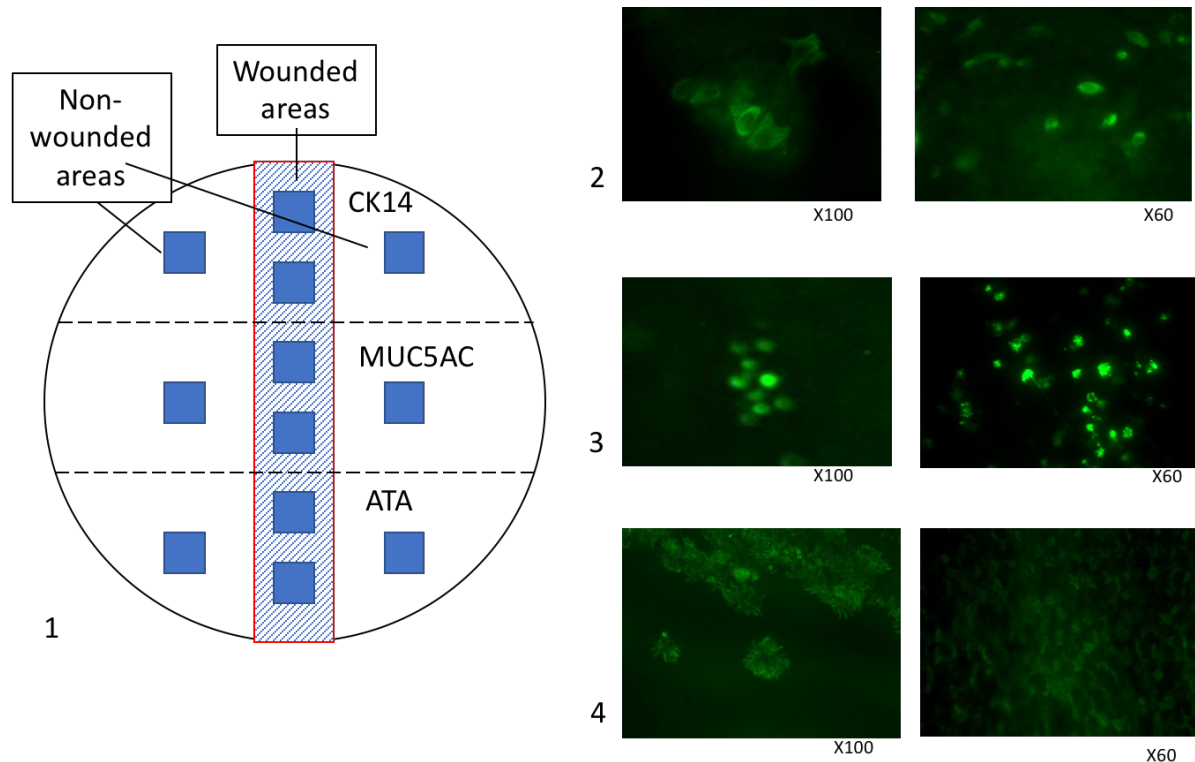 Non-
wounded
areas
Wounded
areas
CK14
MUC5AC
ATA
1
2
X100
X60
3
X100
X60
4
X100
X60